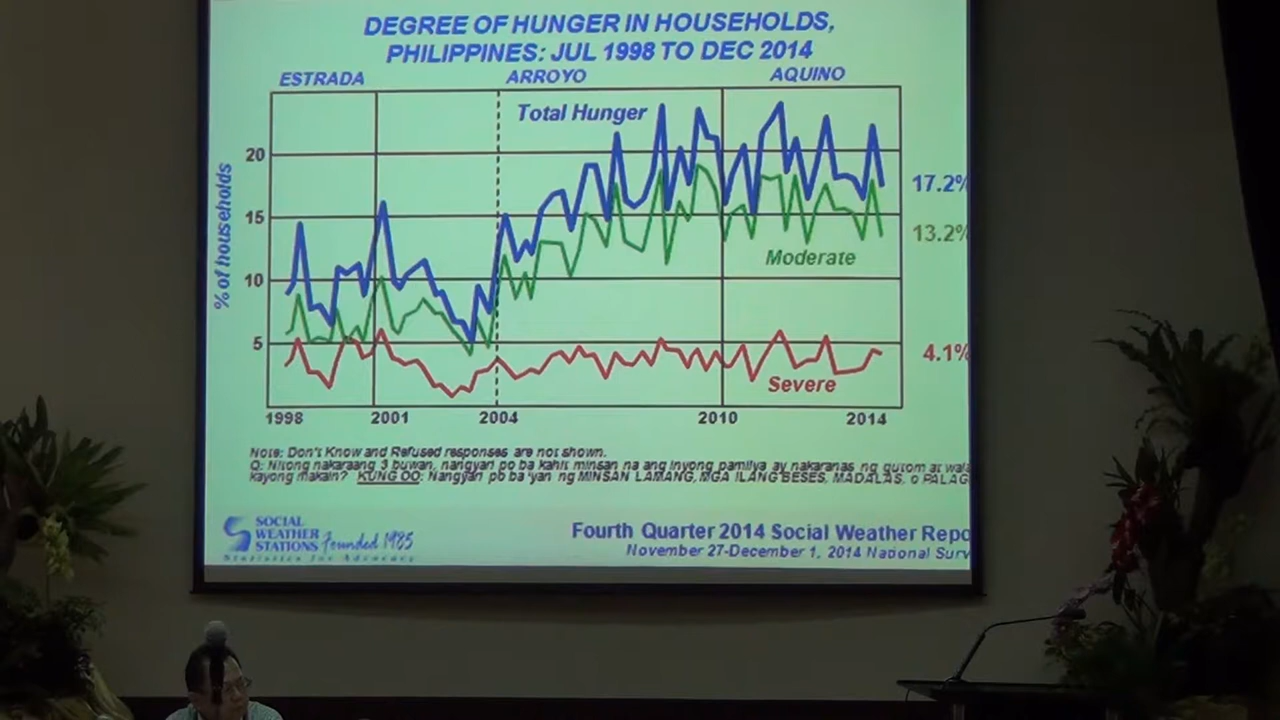 DEGREE OF HUNGER IN HOUSEHOLDS,
PHILIPPINES: JUL 1998 TO DEC 2014
ESTRADA ARROYO AQUINO
Total Hunger
% of households
20
15
10
5
17.2%
13.2%
4.1%
Moderate
Severe
1998 2001 2004 2010 2014
Note: Don't Know and Refused responses are not shown.
Q: Nitong nakaraang 3 buwan, nangyari po ba kahit minsan na ang inyong pamilya ay nakaranas ng gutom at wala
kayong makain? KUNG OO: Nangyari po ba 'yan ng MINSAN LAMANG, MGA ILANG BESES, MADALAS, o PALAG
SOCIAL
WEATHER
STATIONS Founded 1985
Statistics for Advocacy
Fourth Quarter 2014 Social Weather Repo
November 27-December 1, 2014 National Surv